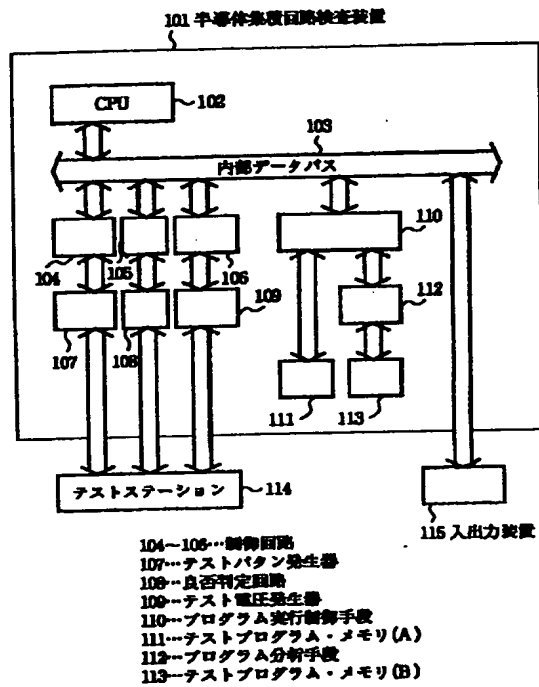 101 半導体集積回路検査装置
CPU
102
103
内部データバス
104
105
106
110
107
108
109
112
111
113
テストステーション
114
115 入出力装置
104～106…制御回路
107…テストパタン発生器
108…良否判定回路
109…テスト電圧発生器
110…プログラム実行制御手段
111…テストプログラム・メモリ(A)
112…プログラム分析手段
113…テストプログラム・メモリ(B)